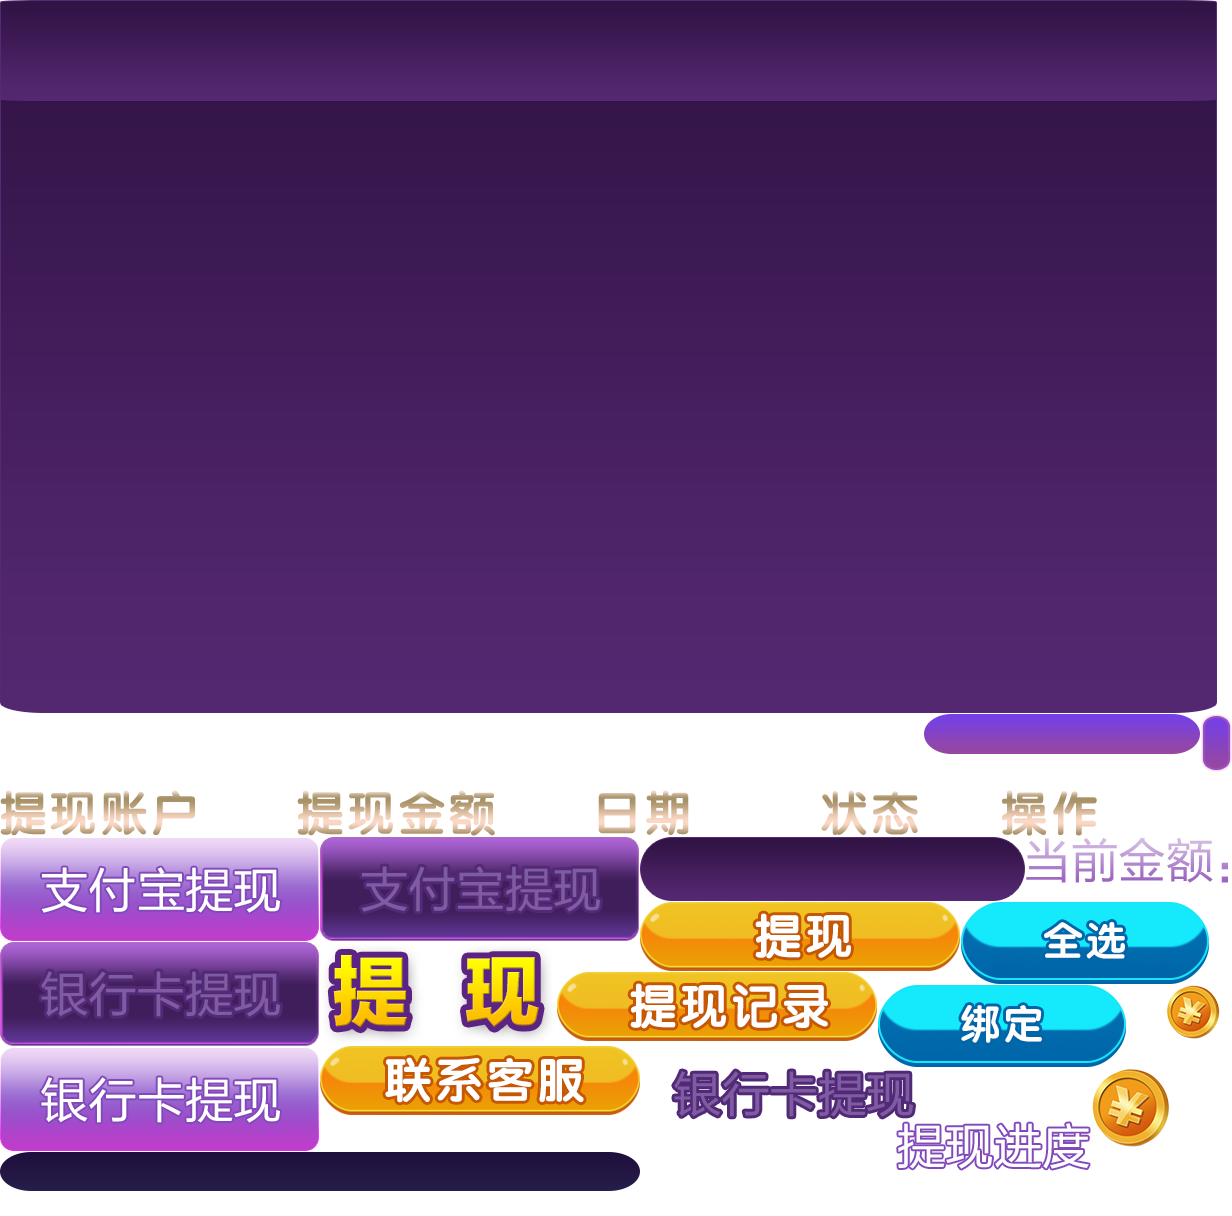 提现账户 提现金额 日期 状态 操作
支付宝提现
支付宝提现
当前金额：
提现
全选
银行卡提现
提 现
提现记录
绑定
银行卡提现
联系客服
银行卡提现
提现进度